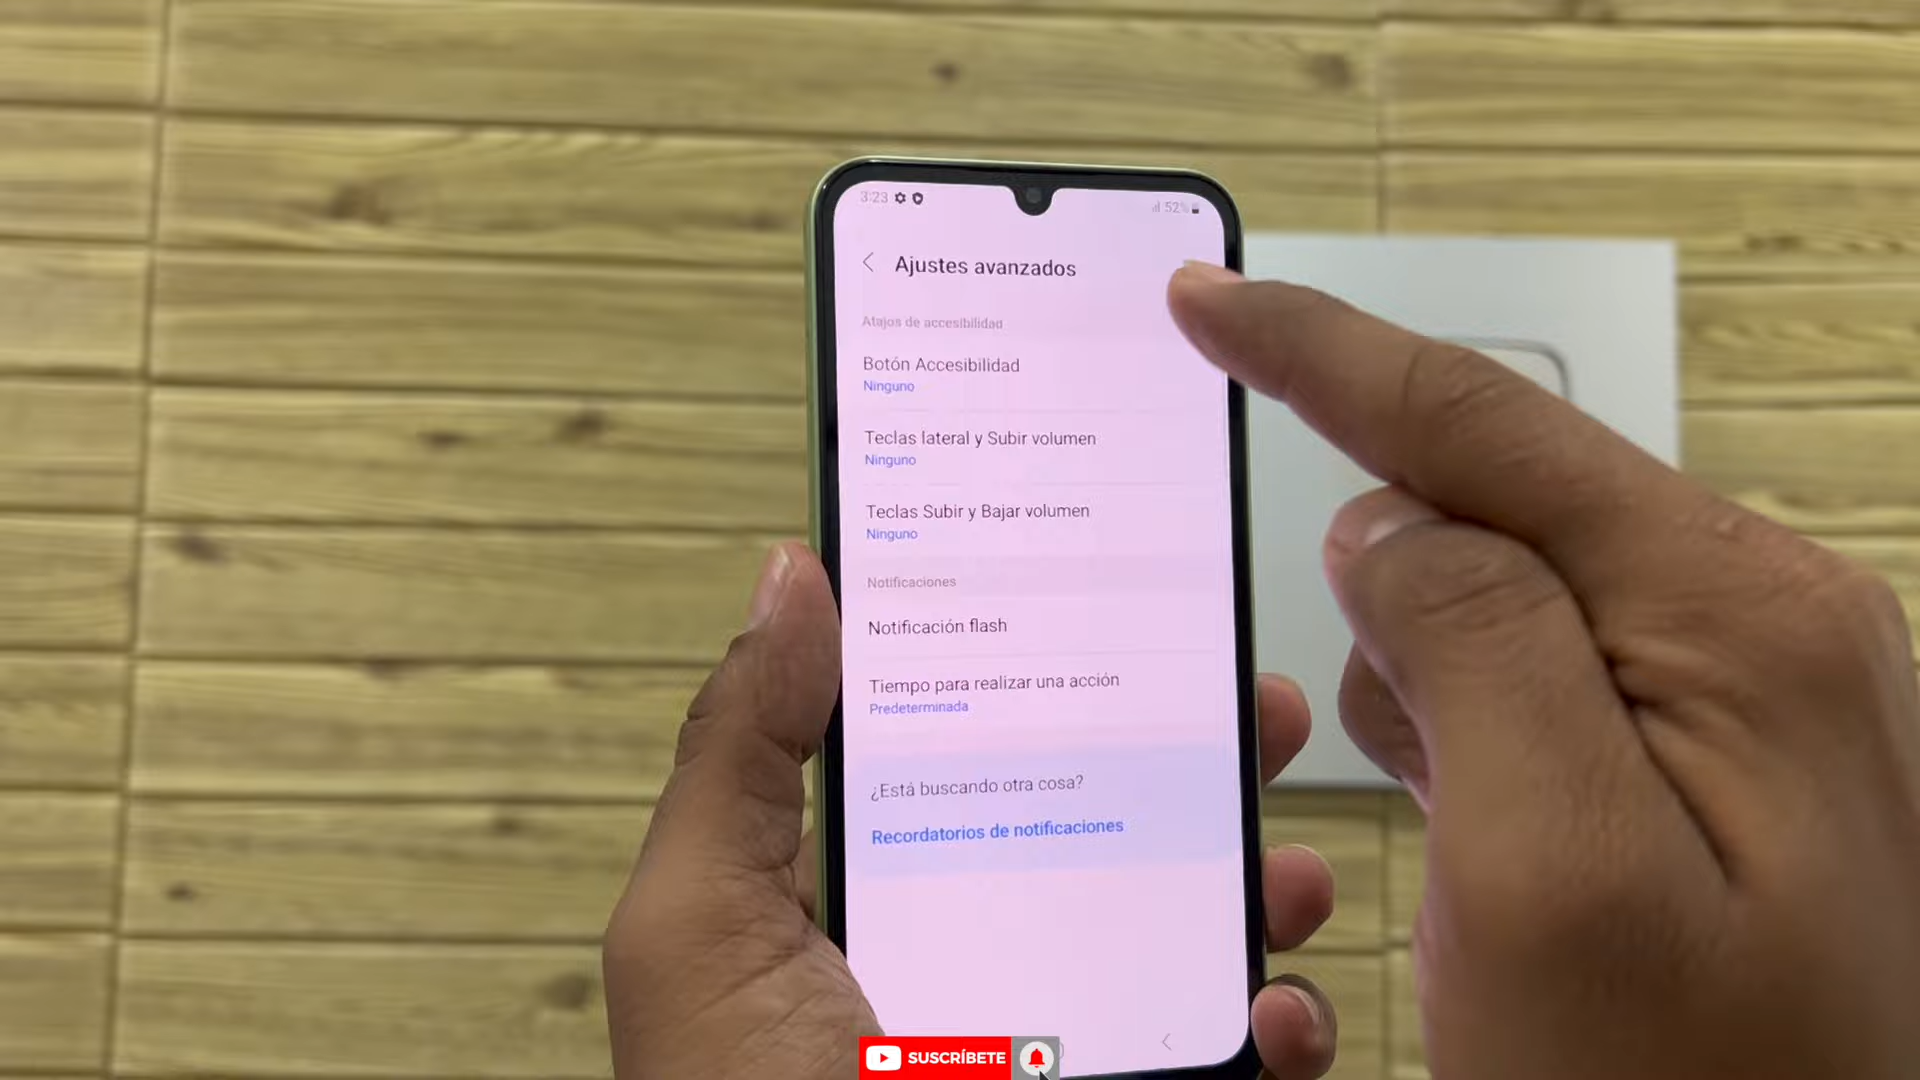 3:23
52%
Ajustes avanzados
Atajos de accesibilidad
Botón Accesibilidad
Ninguno
Teclas lateral y Subir volumen
Ninguno
Teclas Subir y Bajar volumen
Ninguno
Notificaciones
Notificación flash
Tiempo para realizar una acción
Predeterminada
¿Está buscando otra cosa?
Recordatorios de notificaciones
SUSCRÍBETE